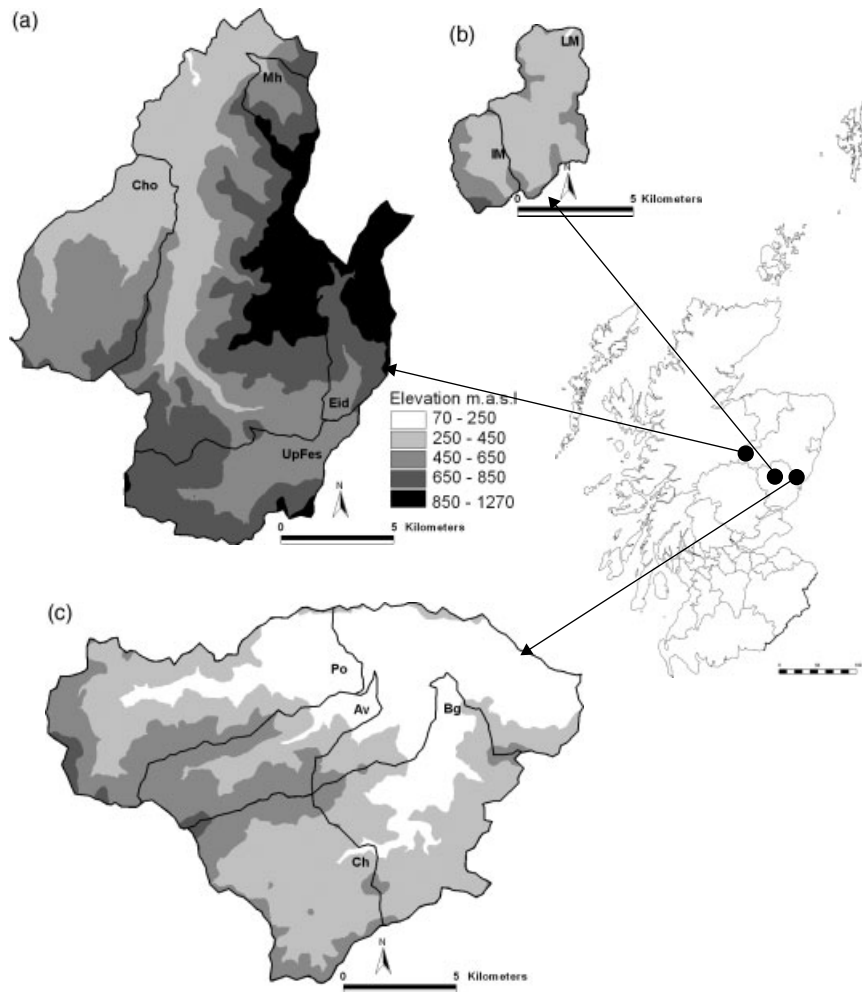 (a)
Mh
Cho
Eid
UpFes
Elevation m.a.s.l
70 - 250
250 - 450
450 - 650
650 - 850
850 - 1270
N
0 5 Kilometers
(b)
LM
IM
N
0 5 Kilometers
(c)
Po
Av
Bg
Ch
N
0 5 Kilometers